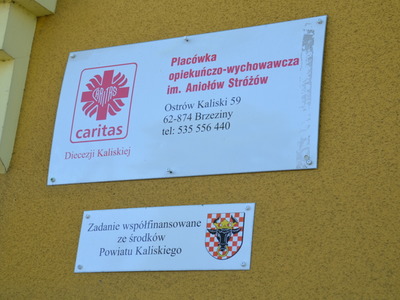 CARITAS
caritas
Diecezji Kaliskiej
Placówka
opiekuńczo-wychowawcza
im. Aniołów Stróżów
Ostrów Kaliski 59
62-874 Brzeziny
tel: 535 556 440
Zadanie współfinansowane
ze środków
Powiatu Kaliskiego